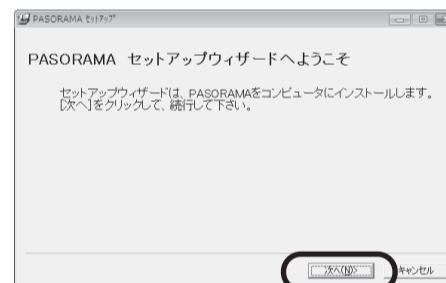 PASORAMA ｾｯﾄｱｯﾌﾟ
PASORAMA セットアップウィザードへようこそ
セットアップウィザードは、PASORAMAをコンピュータにインストールします。
[次へ]をクリックして、続行して下さい。
次へ(N)>
キャンセル